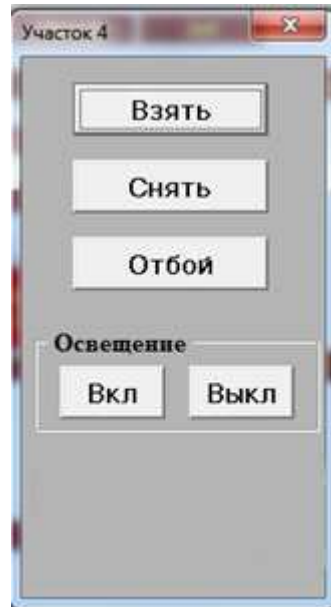 Участок 4
Взять
Снять
Отбой
Освещение
Вкл Выкл